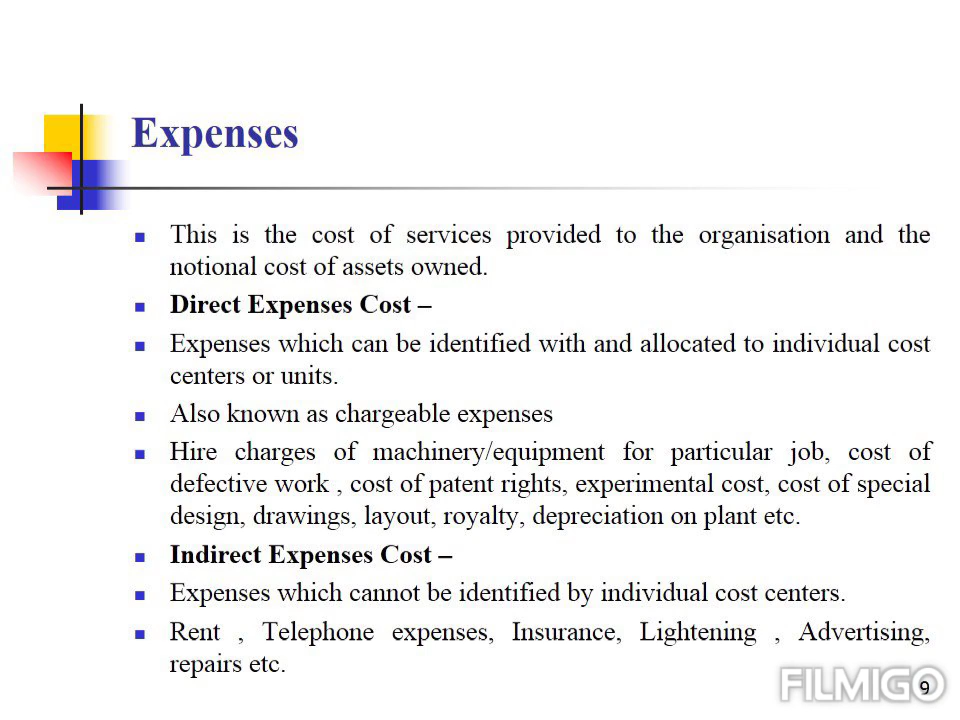 Expenses
This is the cost of services provided to the organisation and the
notional cost of assets owned.
Direct Expenses Cost –
Expenses which can be identified with and allocated to individual cost
centers or units.
Also known as chargeable expenses
Hire charges of machinery/equipment for particular job, cost of
defective work , cost of patent rights, experimental cost, cost of special
design, drawings, layout, royalty, depreciation on plant etc.
Indirect Expenses Cost –
Expenses which cannot be identified by individual cost centers.
Rent , Telephone expenses, Insurance, Lightening , Advertising,
repairs etc.
FILMIGO
9